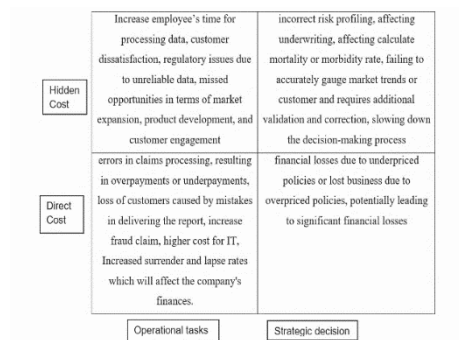 Increase employee's time for
processing data, customer
dissatisfaction, regulatory issues due
to unreliable data, missed
opportunities in terms of market
expansion, product development, and
customer engagement
incorrect risk profiling, affecting
underwriting, affecting calculate
mortality or morbidity rate, failing to
accurately gauge market trends or
customer and requires additional
validation and correction, slowing down
the decision-making process
Hidden
Cost
errors in claims processing, resulting
in overpayments or underpayments,
loss of customers caused by mistakes
in delivering the report, increase
fraud claim, higher cost for IT,
Increased surrender and lapse rates
which will affect the company's
finances.
financial losses due to underpriced
policies or lost business due to
overpriced policies, potentially leading
to significant financial losses
Direct
Cost
Operational tasks
Strategic decision